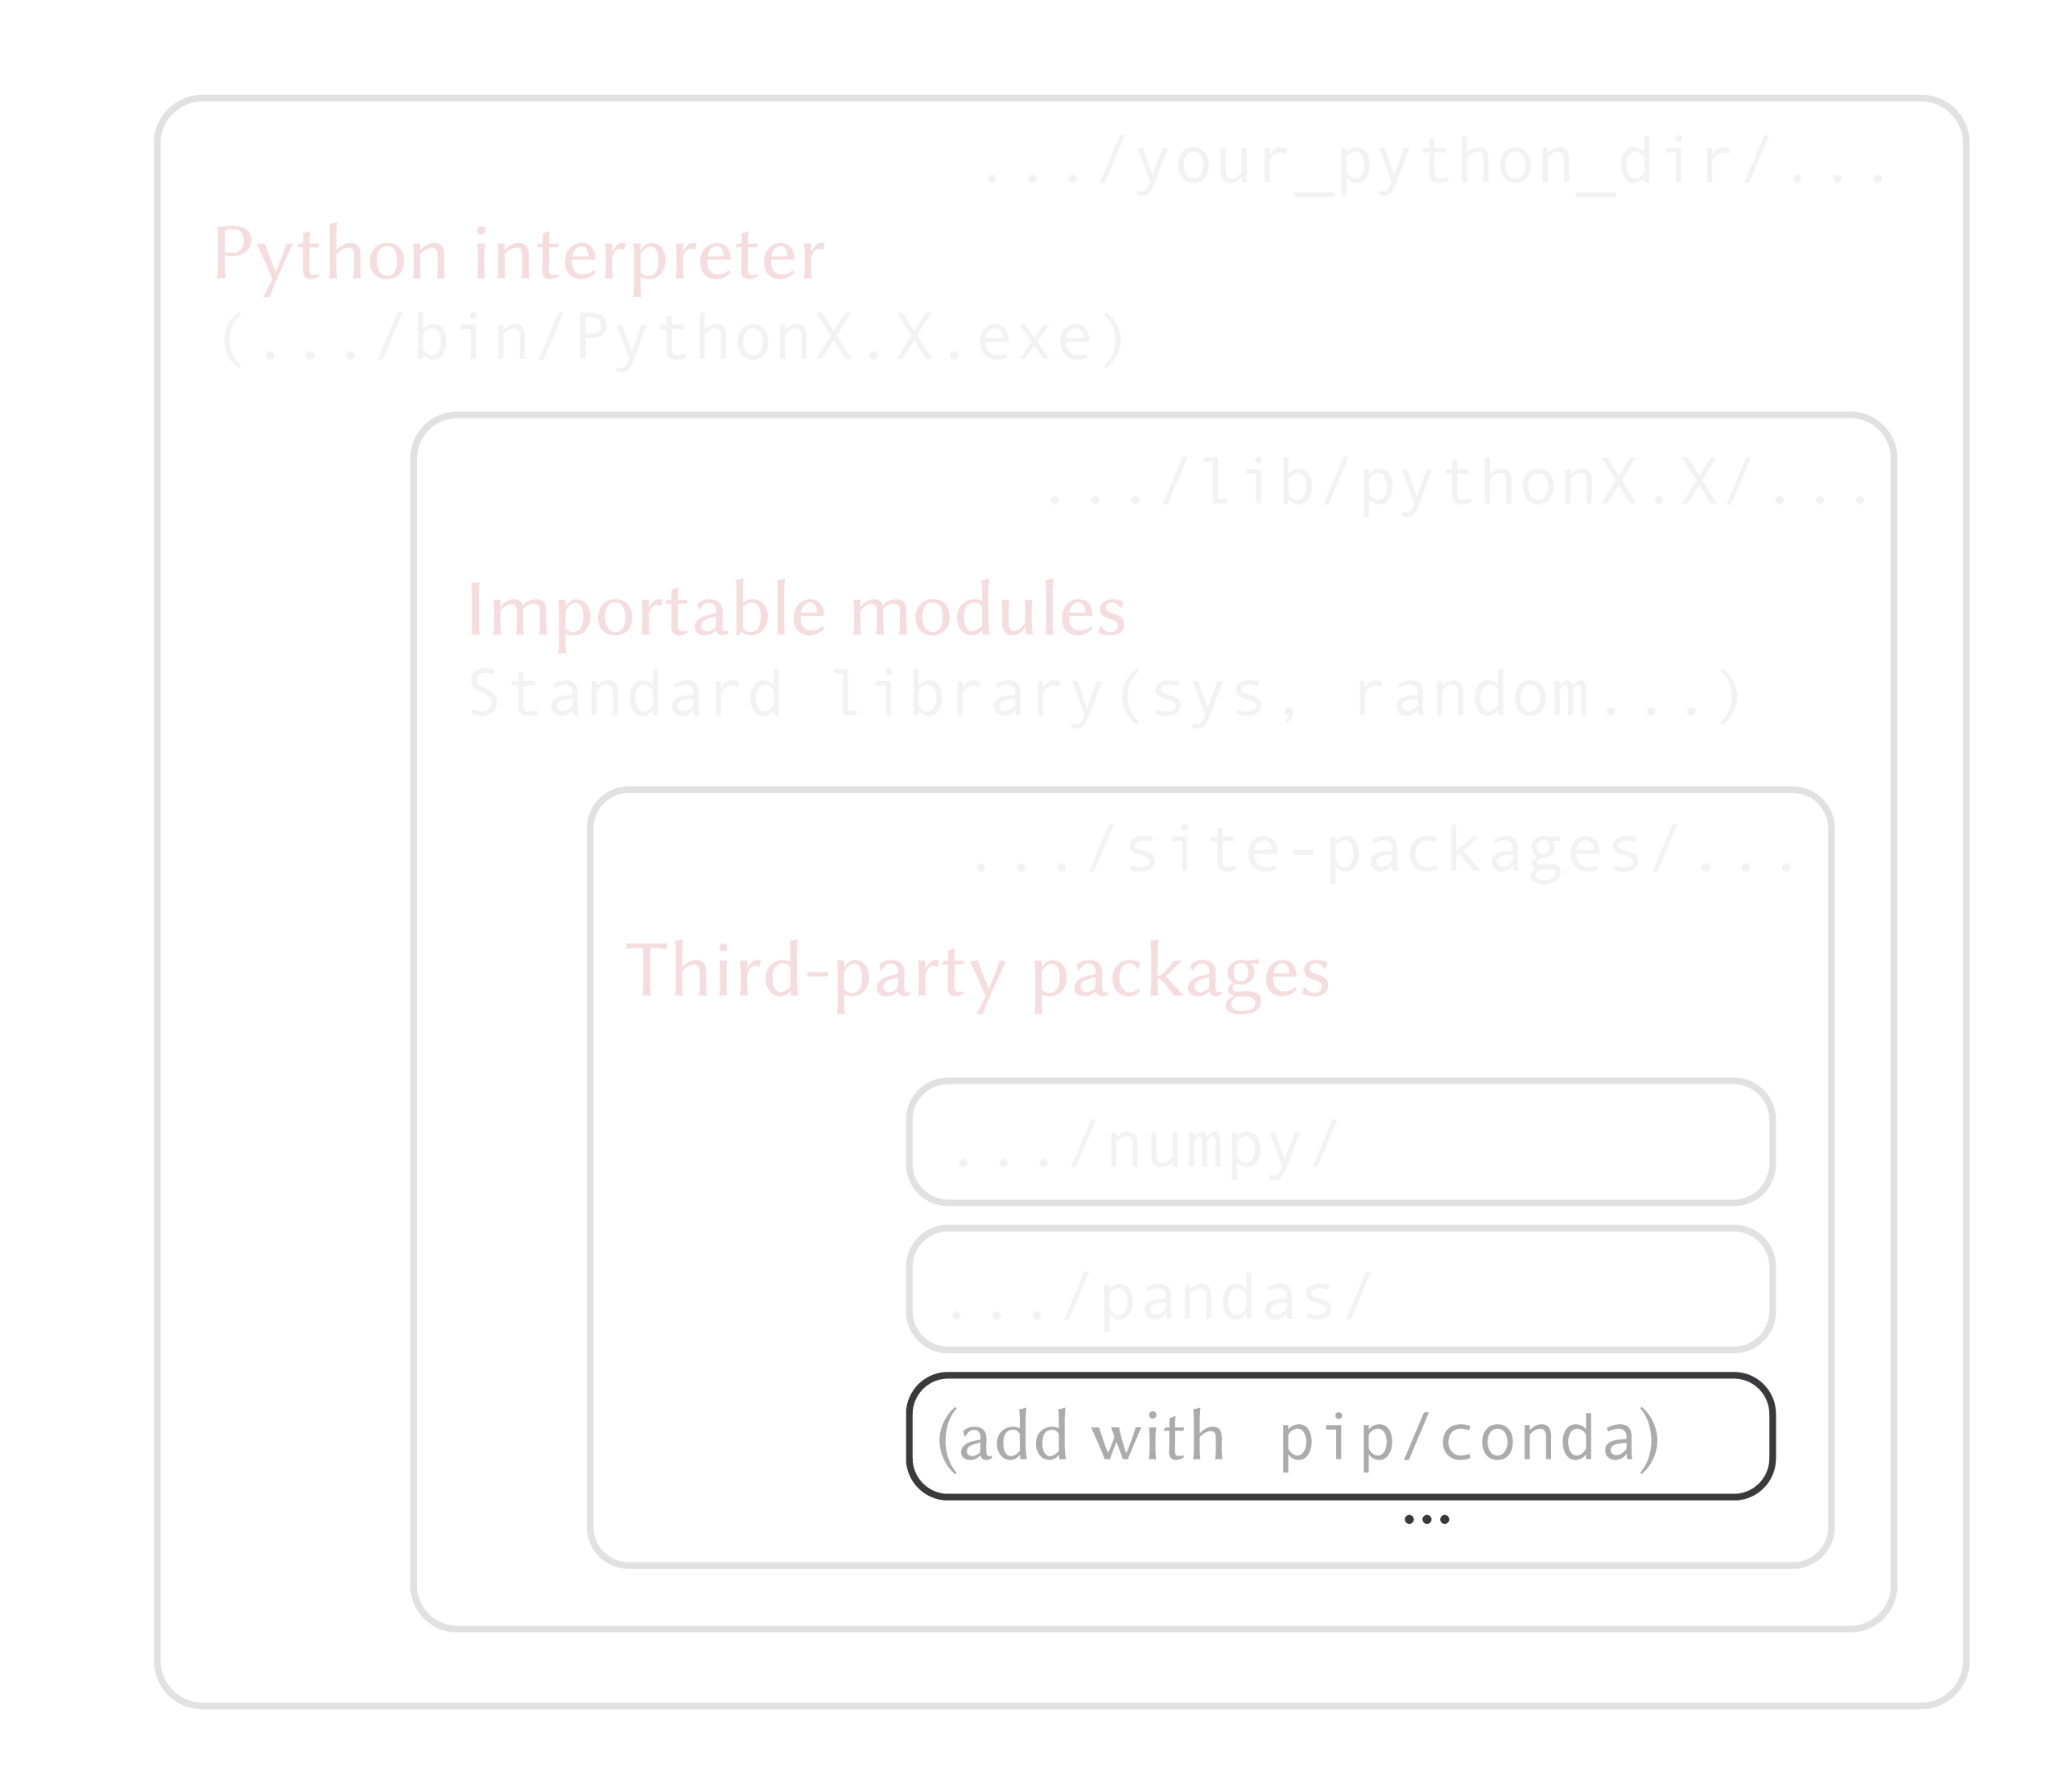 .../your_python_dir/...
Python interpreter
(.../bin/PythonX.X.exe)
.../lib/pythonX.X/...
Importable modules
Standard library(sys, random...)
.../site-packages/...
Third-party packages
.../numpy/
.../pandas/
(add with pip/conda)
...